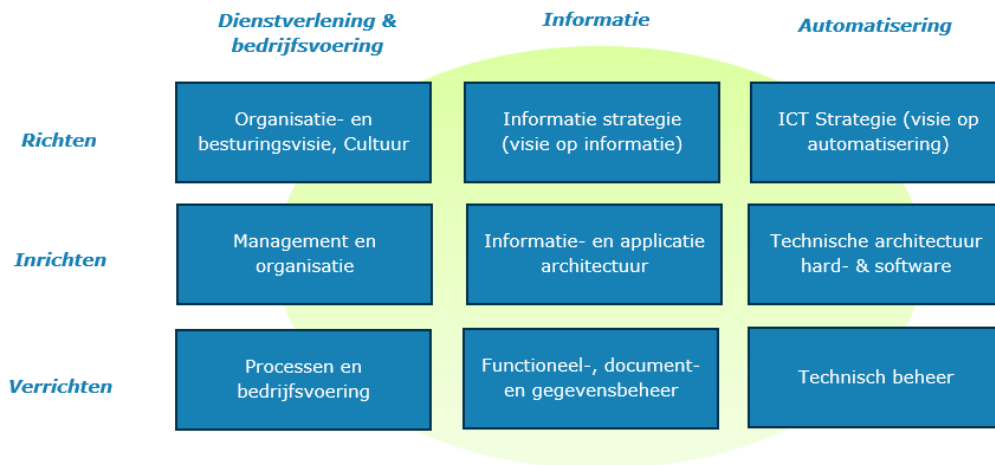 Dienstverlening &
bedrijfsvoering
Informatie
Automatisering
Richten
Organisatie- en
besturingsvisie, Cultuur
Informatie strategie
(visie op informatie)
ICT Strategie (visie op
automatisering)
Inrichten
Management en
organisatie
Informatie- en applicatie
architectuur
Technische architectuur
hard- & software
Verrichten
Processen en
bedrijfsvoering
Functioneel-, document-
en gegevensbeheer
Technisch beheer